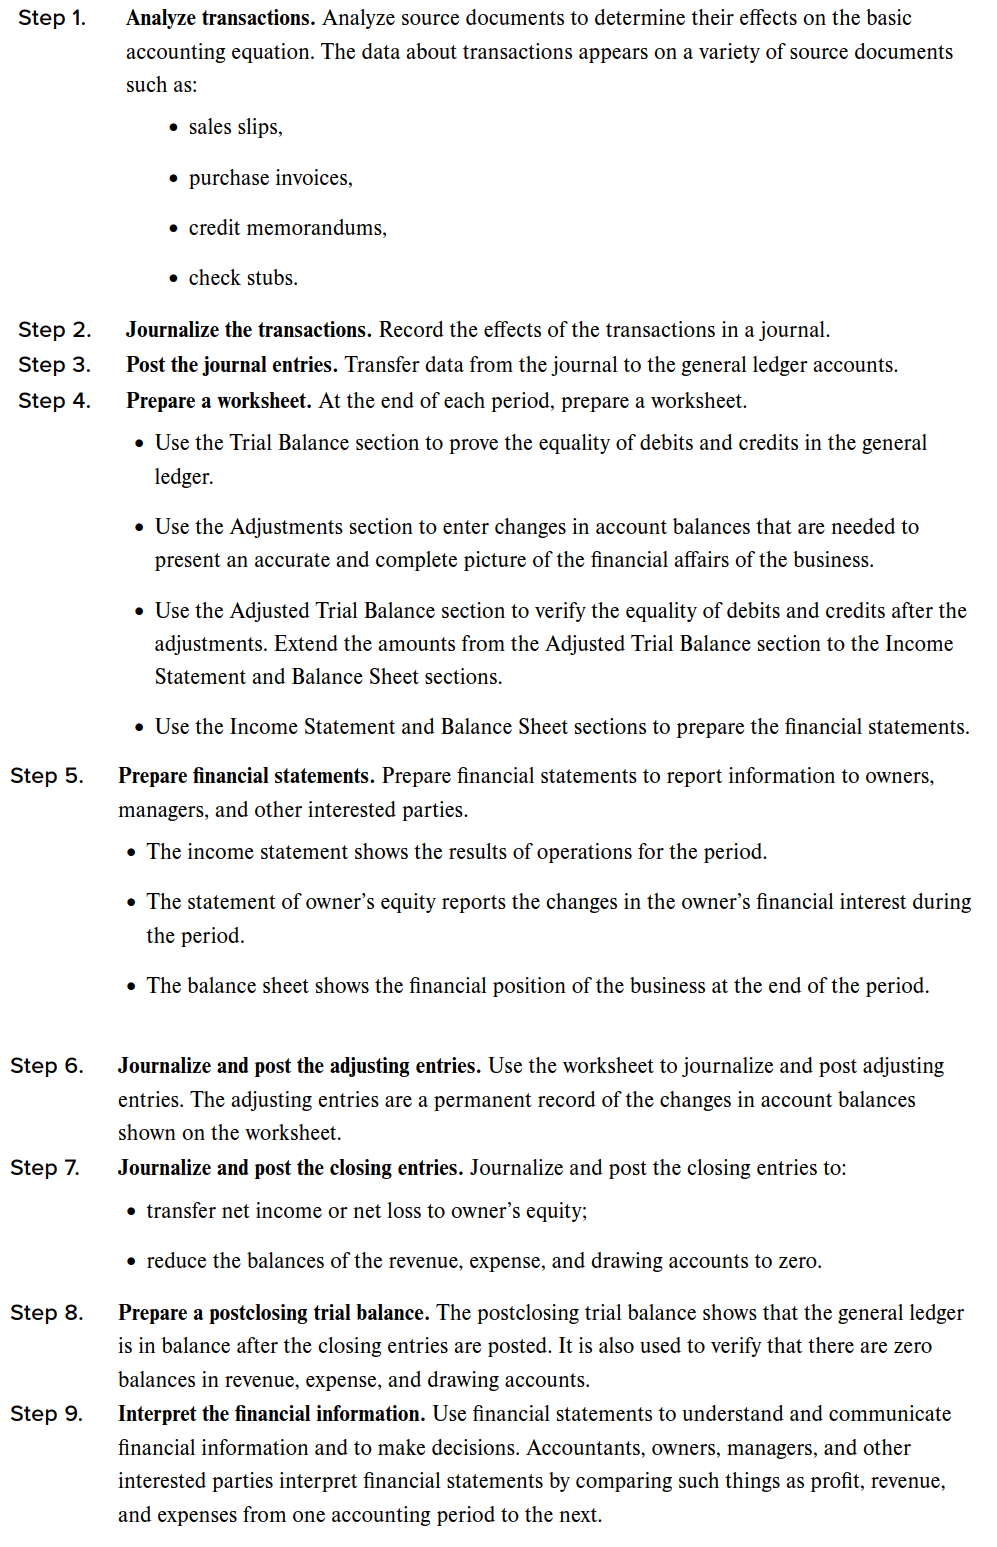 Step 1. Analyze transactions. Analyze source documents to determine their effects on the basic
accounting equation. The data about transactions appears on a variety of source documents
such as:
• sales slips,
• purchase invoices,
• credit memorandums,
• check stubs.
Step 2. Journalize the transactions. Record the effects of the transactions in a journal.
Step 3. Post the journal entries. Transfer data from the journal to the general ledger accounts.
Step 4. Prepare a worksheet. At the end of each period, prepare a worksheet.
• Use the Trial Balance section to prove the equality of debits and credits in the general
ledger.
• Use the Adjustments section to enter changes in account balances that are needed to
present an accurate and complete picture of the financial affairs of the business.
• Use the Adjusted Trial Balance section to verify the equality of debits and credits after the
adjustments. Extend the amounts from the Adjusted Trial Balance section to the Income
Statement and Balance Sheet sections.
• Use the Income Statement and Balance Sheet sections to prepare the financial statements.
Step 5. Prepare financial statements. Prepare financial statements to report information to owners,
managers, and other interested parties.
• The income statement shows the results of operations for the period.
• The statement of owner’s equity reports the changes in the owner’s financial interest during
the period.
• The balance sheet shows the financial position of the business at the end of the period.
Step 6. Journalize and post the adjusting entries. Use the worksheet to journalize and post adjusting
entries. The adjusting entries are a permanent record of the changes in account balances
shown on the worksheet.
Step 7. Journalize and post the closing entries. Journalize and post the closing entries to:
• transfer net income or net loss to owner’s equity;
• reduce the balances of the revenue, expense, and drawing accounts to zero.
Step 8. Prepare a postclosing trial balance. The postclosing trial balance shows that the general ledger
is in balance after the closing entries are posted. It is also used to verify that there are zero
balances in revenue, expense, and drawing accounts.
Step 9. Interpret the financial information. Use financial statements to understand and communicate
financial information and to make decisions. Accountants, owners, managers, and other
interested parties interpret financial statements by comparing such things as profit, revenue,
and expenses from one accounting period to the next.